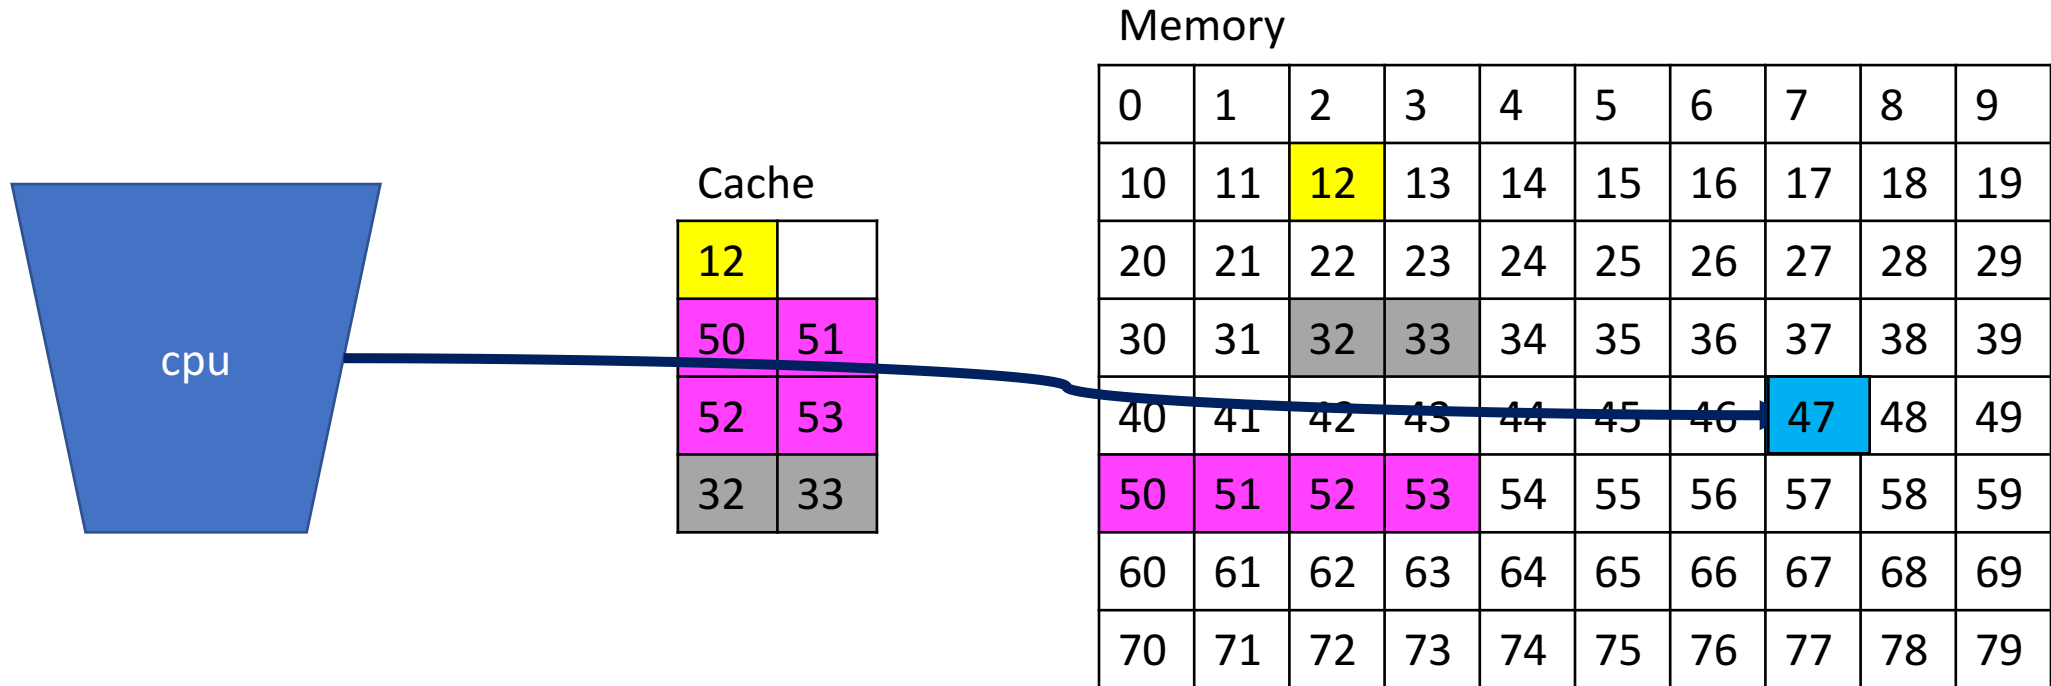 Memory
0 1 2 3 4 5 6 7 8 9
10 11 12 13 14 15 16 17 18 19
20 21 22 23 24 25 26 27 28 29
30 31 32 33 34 35 36 37 38 39
40 41 42 43 44 45 46 47 48 49
50 51 52 53 54 55 56 57 58 59
60 61 62 63 64 65 66 67 68 69
70 71 72 73 74 75 76 77 78 79
Cache
12
50 51
52 53
32 33
cpu